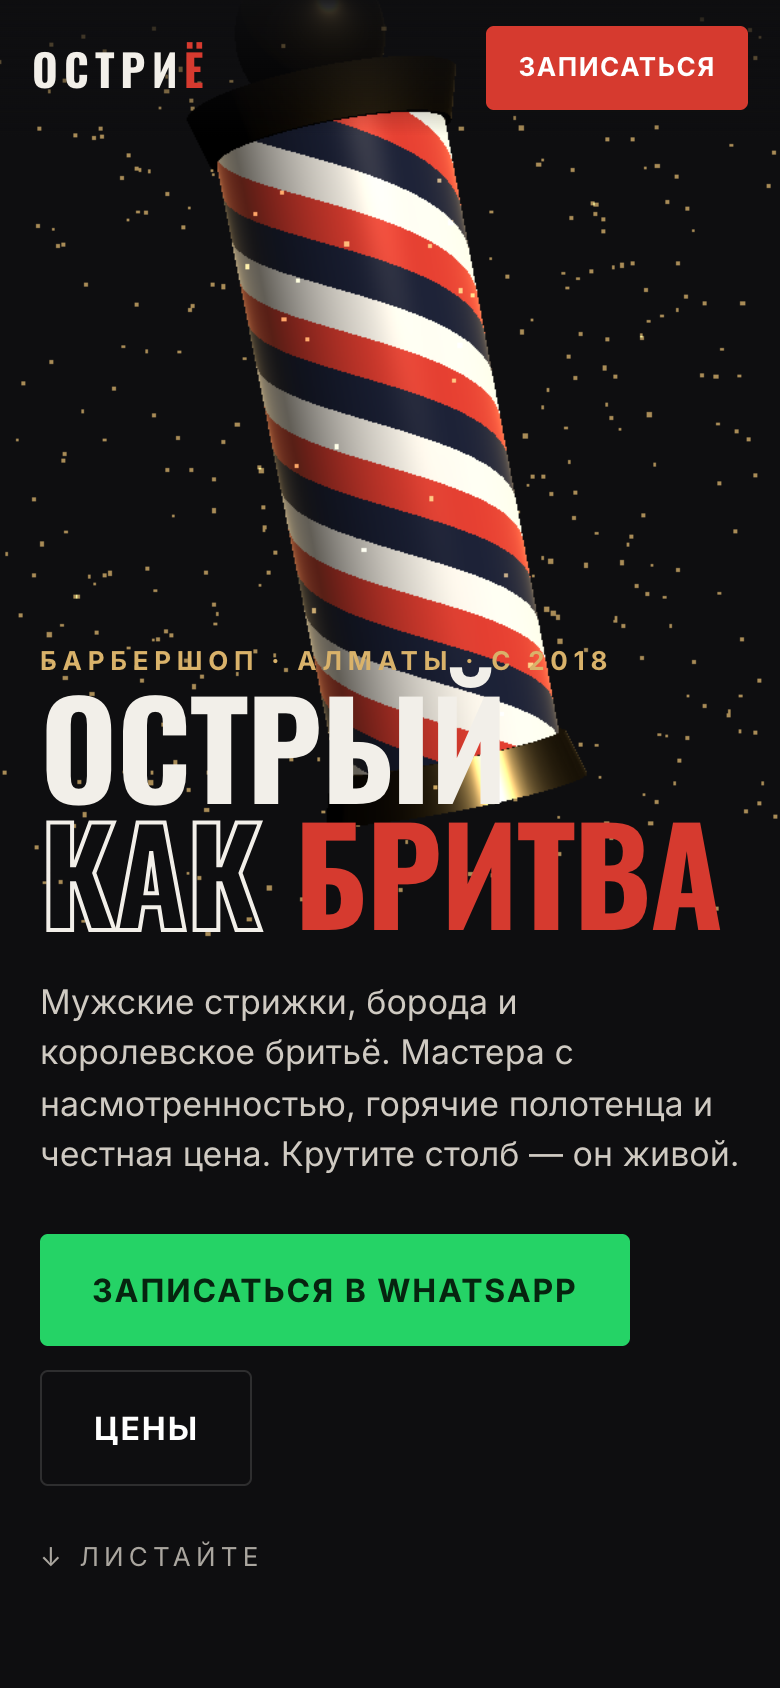 ОСТРИЁ
ЗАПИСАТЬСЯ
БАРБЕРШОП · АЛМАТЫ · С 2018
ОСТРЫЙ
КАК БРИТВА
Мужские стрижки, борода и
королевское бритьё. Мастера с
насмотренностью, горячие полотенца и
честная цена. Крутите столб — он живой.
ЗАПИСАТЬСЯ В WHATSAPP
ЦЕНЫ
↓ ЛИСТАЙТЕ